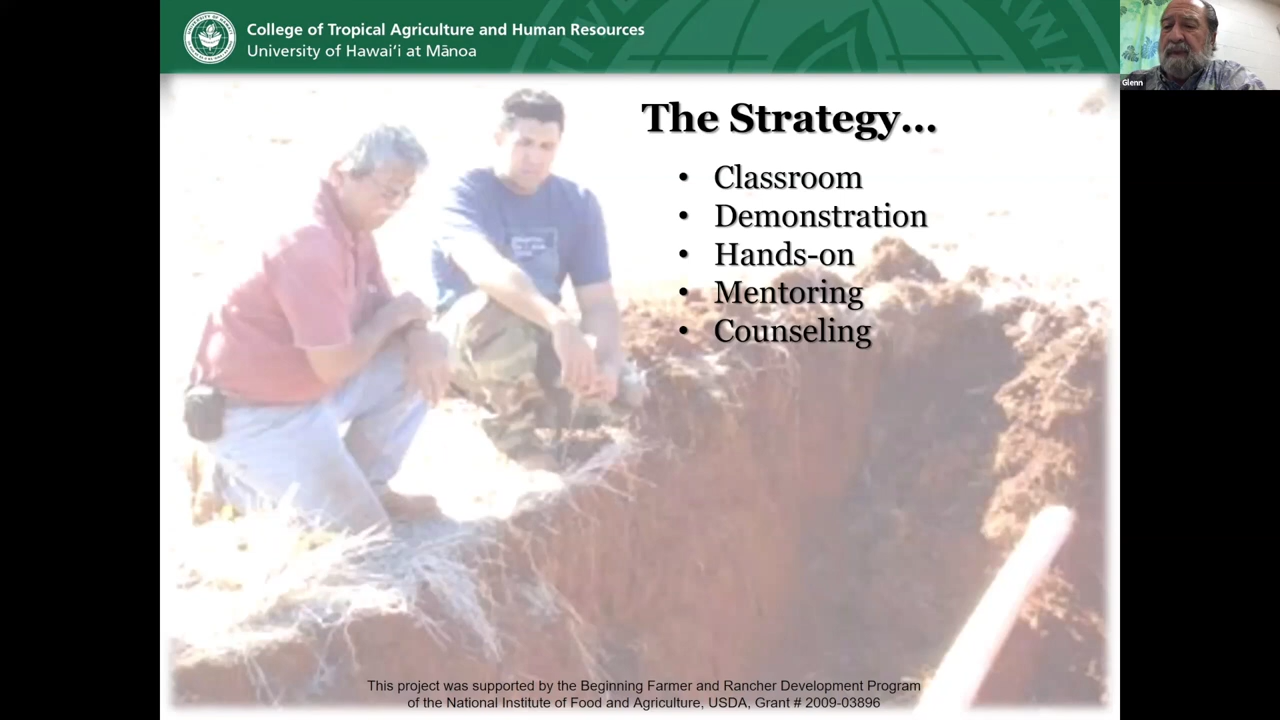 College of Tropical Agriculture and Human Resources
University of Hawai‘i at Mānoa
Glenn
The Strategy...
• Classroom
• Demonstration
• Hands-on
• Mentoring
• Counseling
This project was supported by the Beginning Farmer and Rancher Development Program
of the National Institute of Food and Agriculture, USDA, Grant # 2009-03896